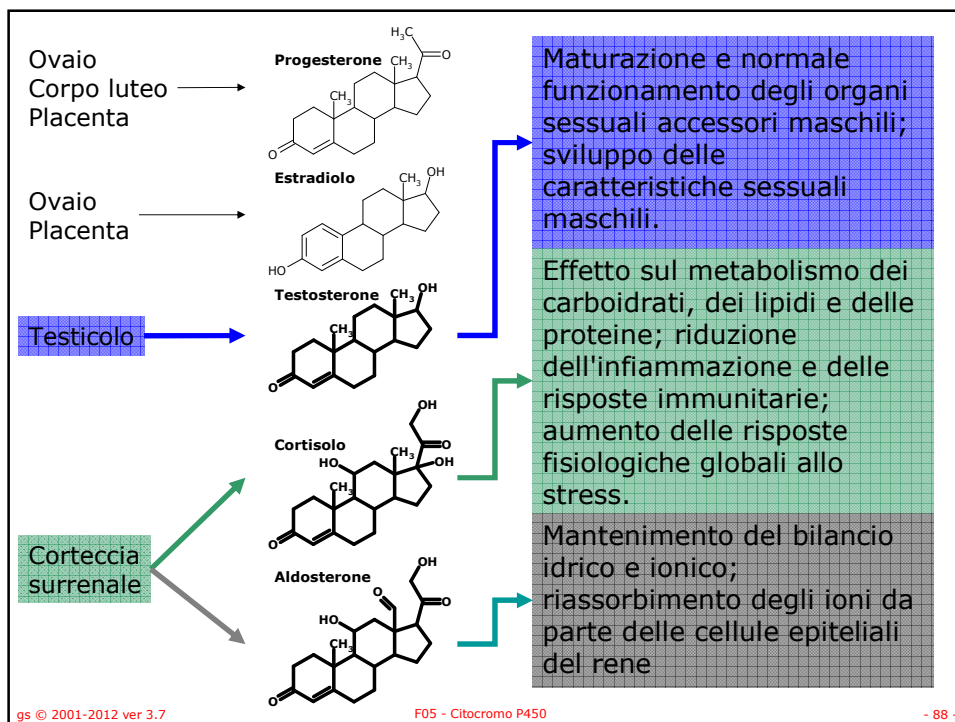 Ovaio
Corpo luteo
Placenta
Progesterone
H₃C
O
CH₃
CH₃
O
Ovaio
Placenta
Estradiolo
CH₃
OH
HO
Testicolo
Testosterone
CH₃
OH
CH₃
O
Corteccia
surrenale
Cortisolo
OH
O
CH₃
OH
HO
CH₃
O
Aldosterone
OH
O
O
HO
CH₃
O
Maturazione e normale
funzionamento degli organi
sessuali accessori maschili;
sviluppo delle
caratteristiche sessuali
maschili.
Effetto sul metabolismo dei
carboidrati, dei lipidi e delle
proteine; riduzione
dell'infiammazione e delle
risposte immunitarie;
aumento delle risposte
fisiologiche globali allo
stress.
Mantenimento del bilancio
idrico e ionico;
riassorbimento degli ioni da
parte delle cellule epiteliali
del rene
gs © 2001-2012 ver 3.7
F05 - Citocromo P450
- 88 -